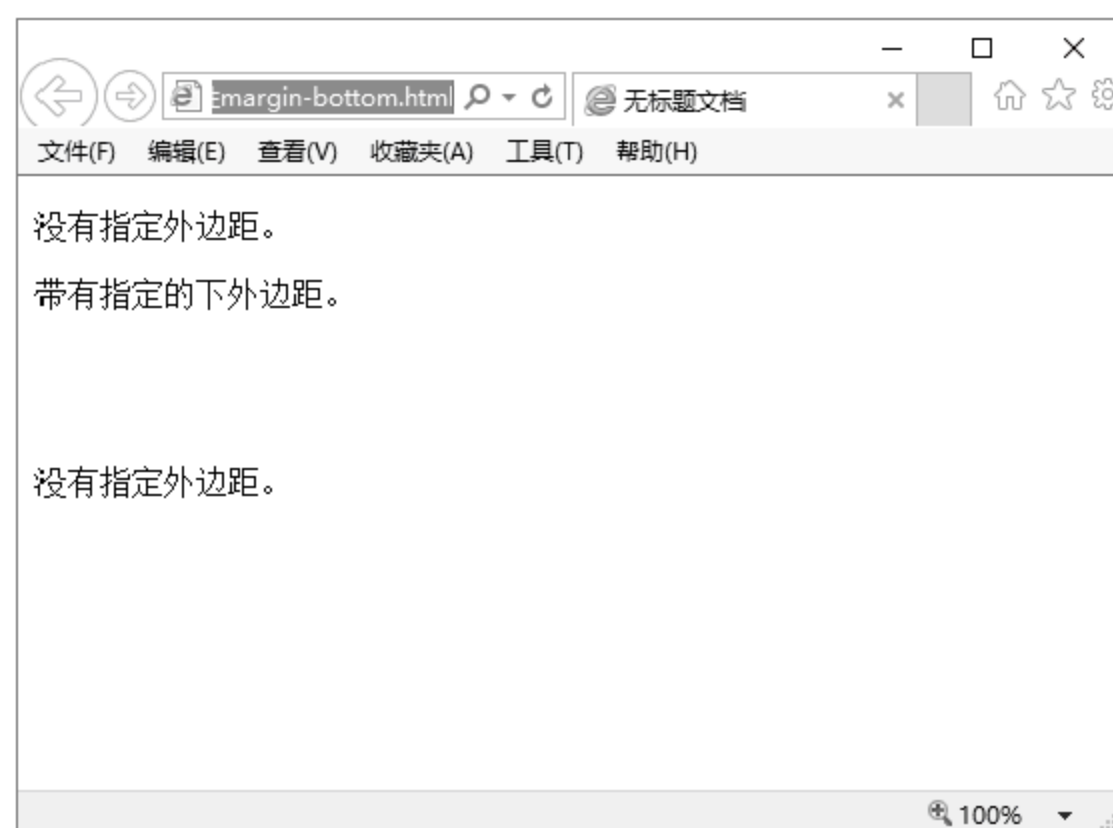 margin-bottom.html
无标题文档
文件(F) 编辑(E) 查看(V) 收藏夹(A) 工具(T) 帮助(H)
没有指定外边距。
带有指定的下外边距。
没有指定外边距。
100%